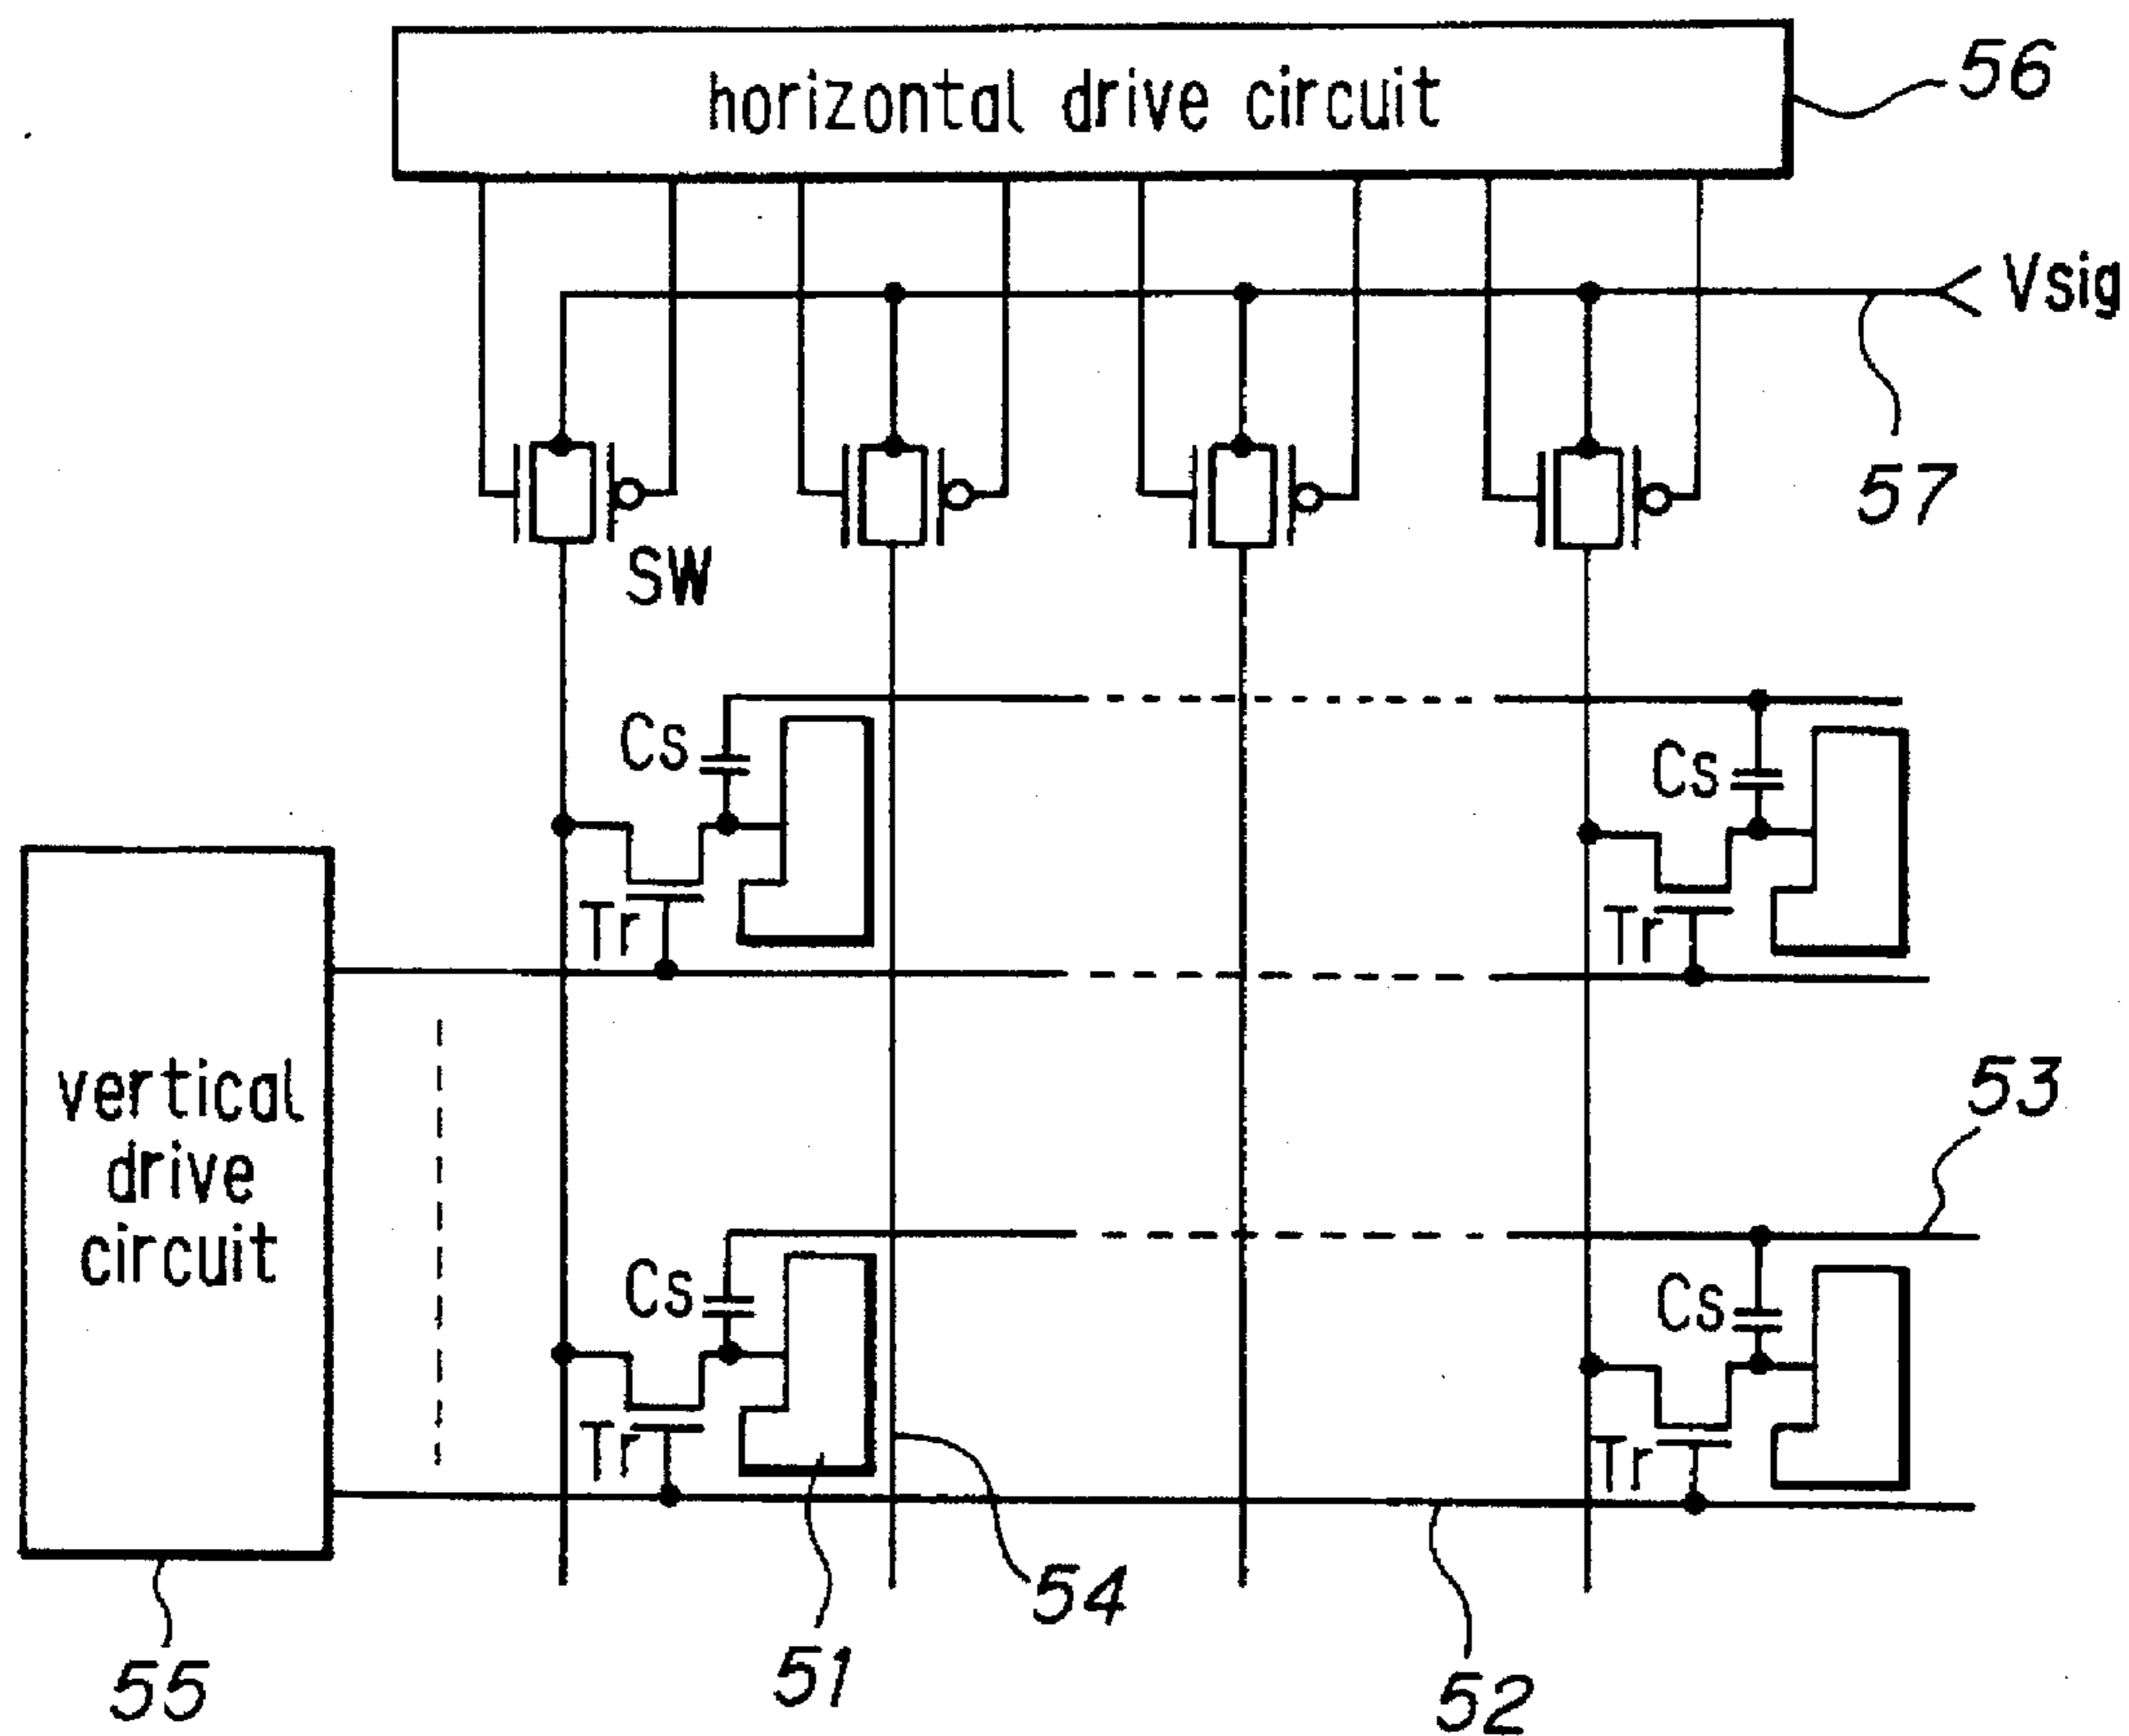 horizontal drive circuit
56
Vsig
57
SW
Cs
Cs
Tr
Tr
vertical
drive
circuit
53
Cs
Cs
Tr
Tr
54
51
52
55